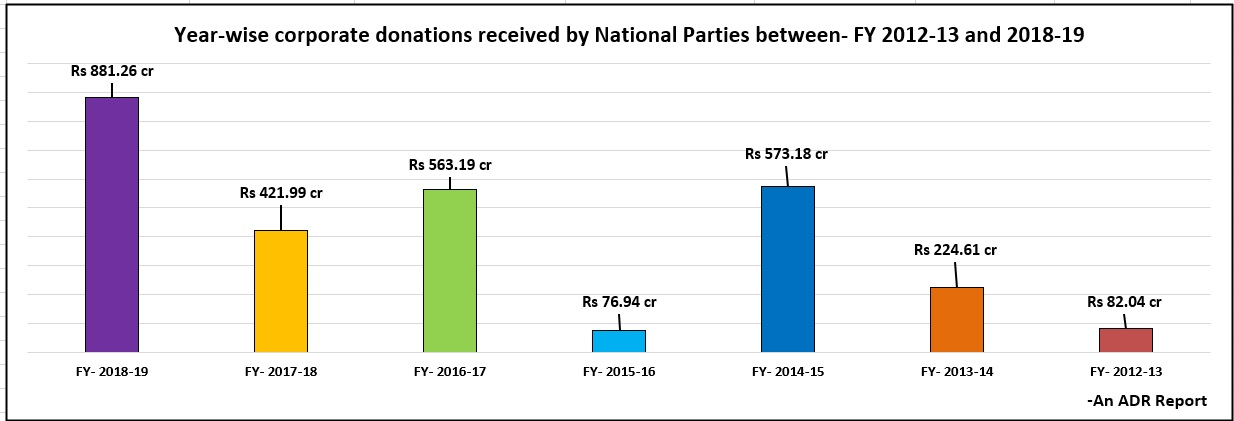 Year-wise corporate donations received by National Parties between- FY 2012-13 and 2018-19
Rs 881.26 cr
Rs 421.99 cr
Rs 563.19 cr
Rs 76.94 cr
Rs 573.18 cr
Rs 224.61 cr
Rs 82.04 cr
FY- 2018-19
FY- 2017-18
FY- 2016-17
FY- 2015-16
FY- 2014-15
FY- 2013-14
FY- 2012-13
-An ADR Report